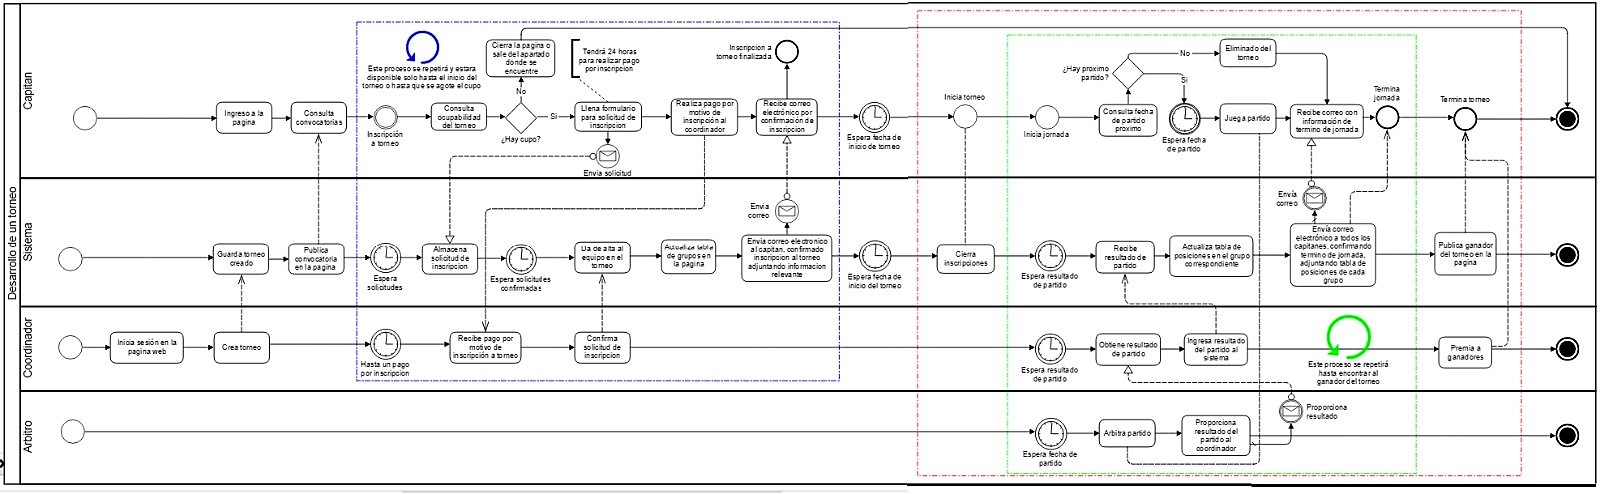 Desarrollo de un torneo
Capitan
Ingreso a la
pagina
Consulta
convocatorias
Este proceso se repetirá y estara
disponible solo hasta el inicio del
torneo o hasta que se agote el cupo
Inscripción
a torneo
Consulta
ocupabilidad
del torneo
Cierra la pagina o
sale del apartado
donde se
encuentre
No
¿Hay cupo?
Si
Tendrá 24 horas
para realizar pago
por inscripcion
Llena formulario
para solicitud de
inscripcion
Envia solicitud
Realiza pago por
motivo de
inscripción al
coordinador
Inscripcion a
torneo finalizada
Recibe correo
electronico por
confirmación de
inscripcion
Espera fecha de
inicio de torneo
Inicia torneo
Inicia jornada
¿Hay proximo
partido?
No
Si
Eliminado del
torneo
Consulta fecha
de partido
proximo
Espera fecha
de partido
Juega partido
Recibe correo con
información de
termino de jornada
Termina
jornada
Termina torneo
Sistema
Guarda torneo
creado
Publica
convocatoria
en la pagina
Espera
solicitudes
Almacena
solicitud de
inscripcion
Espera solicitudes
confirmadas
Da de alta al
equipo en el
torneo
Actualiza tabla
de grupos en
la pagina
Envia
correo
Envía correo electronico
al capitan, confirmado
inscripcion al torneo
adjuntando informacion
relevante
Espera fecha de
inicio del torneo
Cierra
inscripciones
Espera resultado
de partido
Recibe
resultado de
partido
Actualiza tabla de
posiciones en el grupo
correspondiente
Envía
correo
Envía correo
electrónico a todos los
capitanes, confirmando
termino de jornada,
adjuntando tabla de
posiciones de cada
grupo
Publica ganador
del torneo en la
pagina
Coordinador
Inicia sesión en la
pagina web
Crea torneo
Hasta un pago
por inscripcion
Recibe pago por
motivo de
inscripción a torneo
Confirma
solicitud de
inscripcion
Espera resultado
de partido
Obtiene resultado
de partido
Ingresa resultado
del partido al
sistema
Este proceso se repetirá
hasta encontrar al
ganador del torneo
Premia a
ganadores
Arbitro
Espera fecha de
partido
Arbitra partido
Proporciona
resultado del
partido al
coordinador
Proporciona
resultado